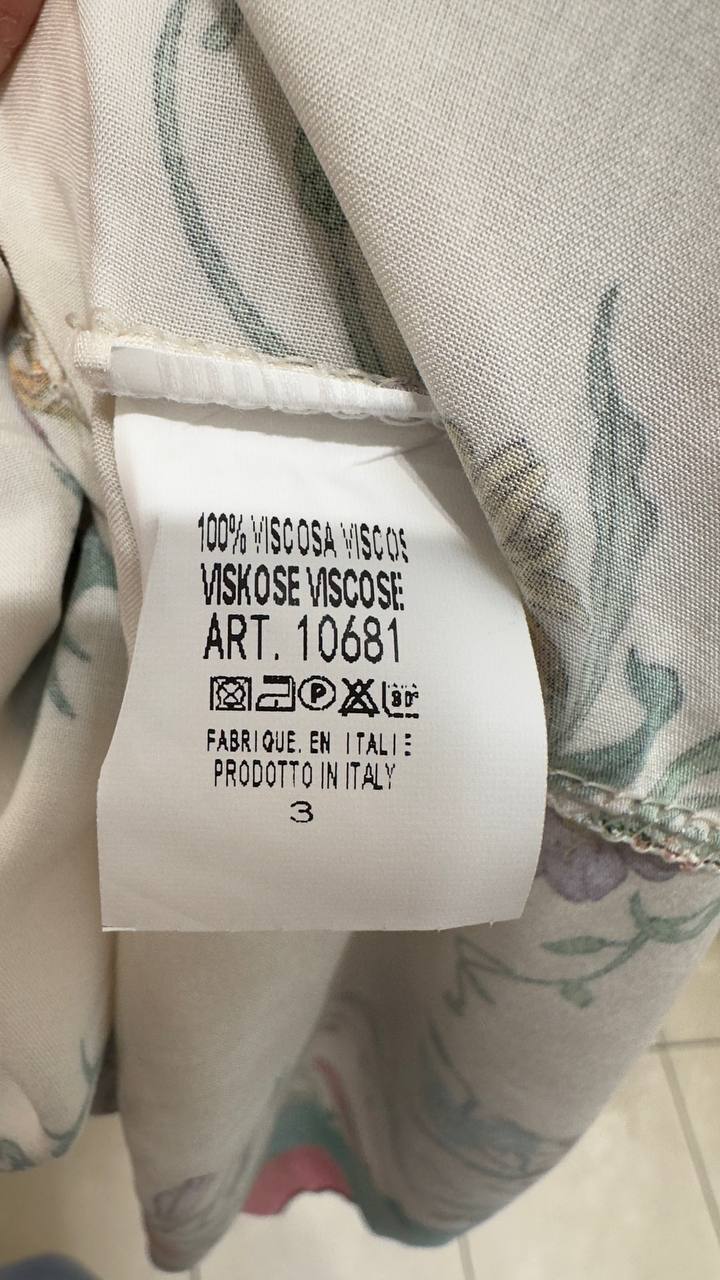 100% VISCOSA VISCOS
VISKOSE VISCOSE
ART. 10681
P
FABRIQUE. EN ITALIE
PRODOTTO IN ITALY
3